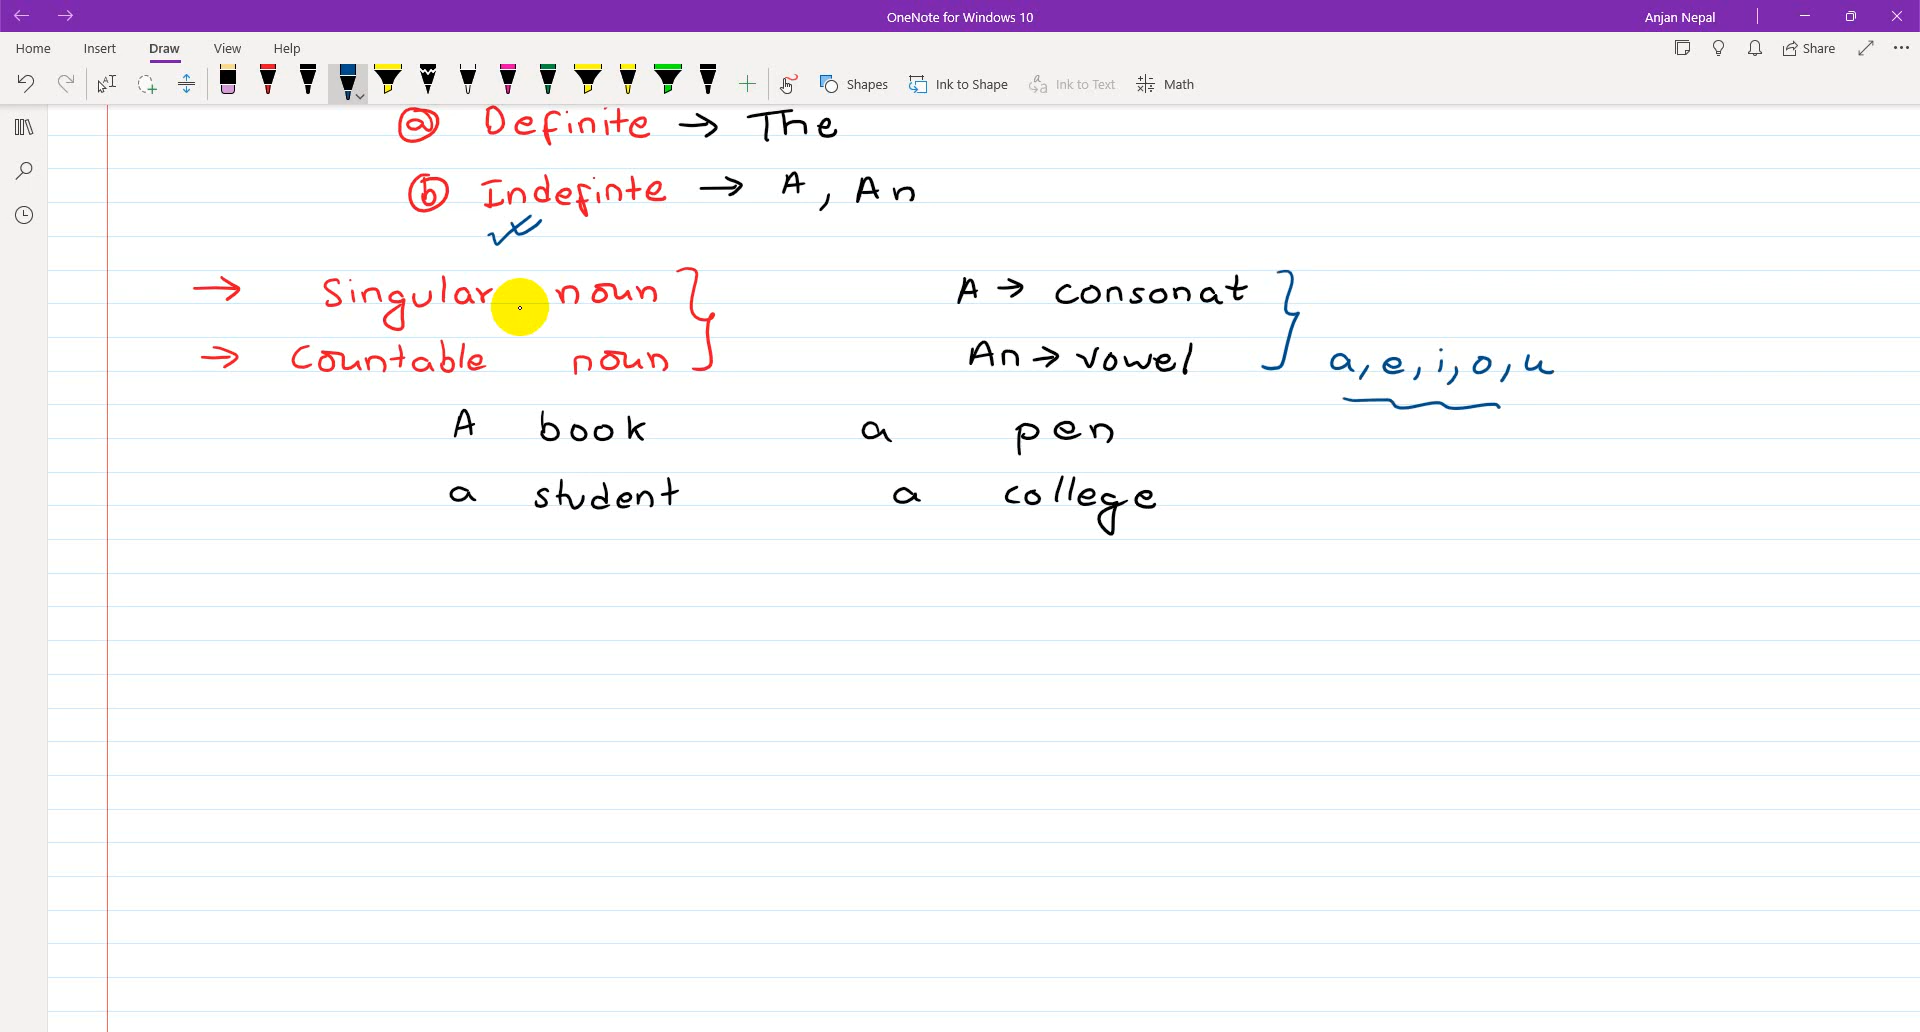 OneNote for Windows 10
Anjan Nepal
Home Insert Draw View Help
Share
Shapes Ink to Shape Ink to Text Math
ⓐ Definite → The
ⓑ Indefinte → A, An
→ Singular noun
A → consonat
→ Countable noun
An → vowel
a, e, i, o, u
A book a pen
a student a college